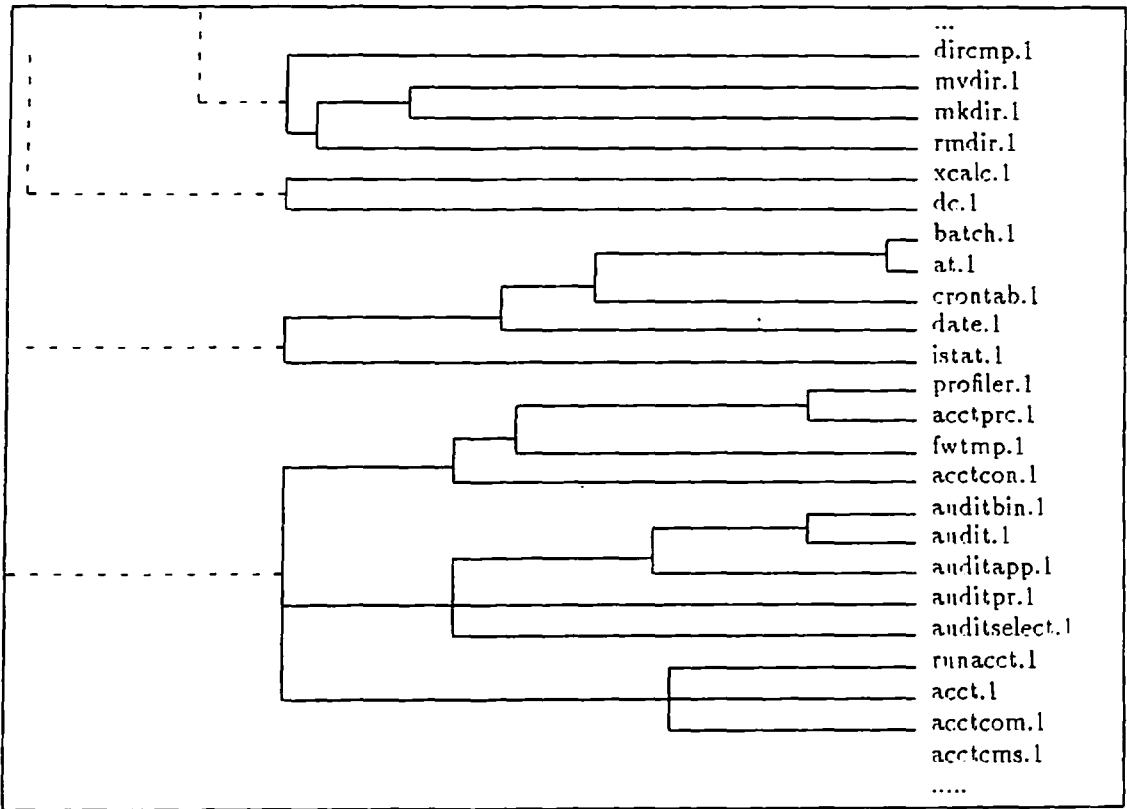 ...
dircmp.1
mvdir.1
mkdir.1
rmdir.1
xcalc.1
dc.1
batch.1
at.1
crontab.1
date.1
istat.1
profiler.1
acctprc.1
fwtmp.1
acctcon.1
auditbin.1
audit.1
auditapp.1
auditpr.1
auditselect.1
runacct.1
acct.1
acctcom.1
acctcms.1
.....